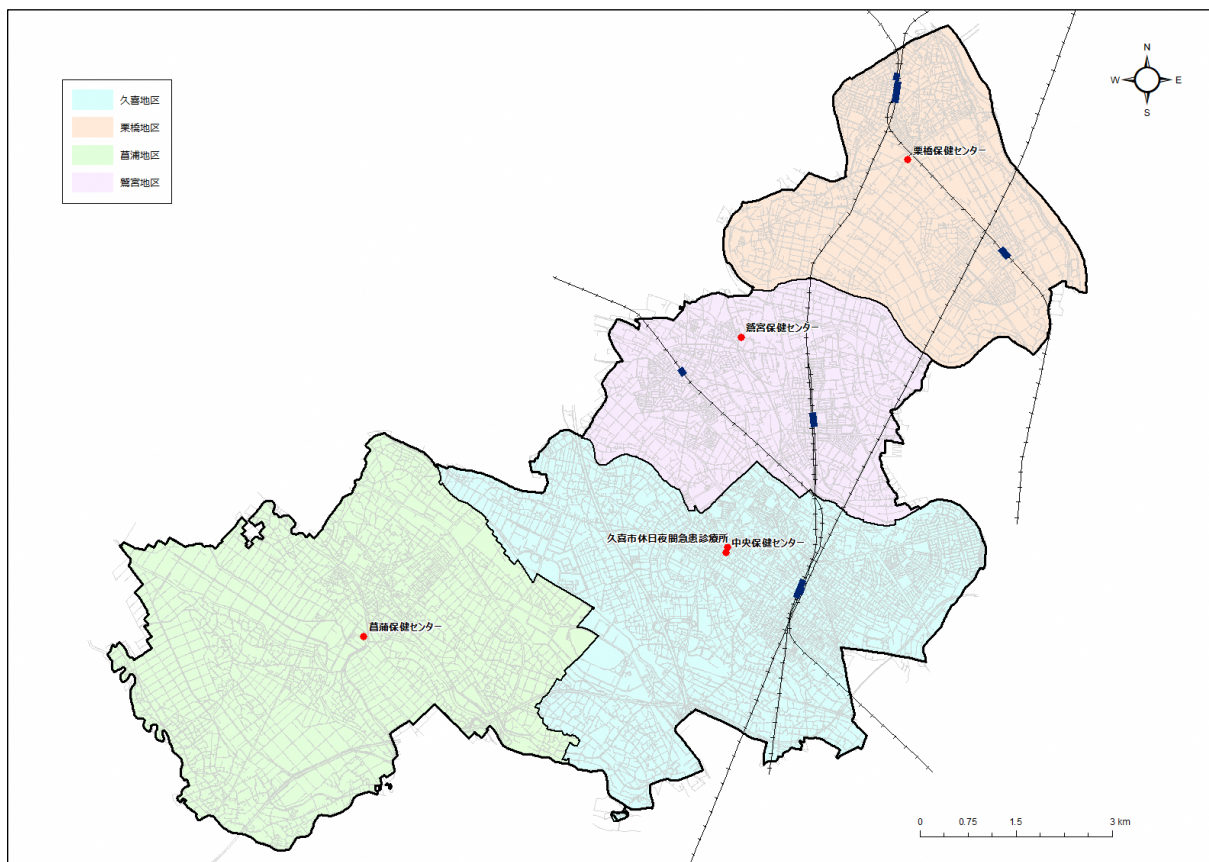 久喜地区
栗橋地区
菖浦地区
鷲宮地区
N
W
E
S
栗橋保健センター
鷲宮保健センター
久喜市休日夜間急患診療所
中央保健センター
菖蒲保健センター
0
0.75
1.5
3 km